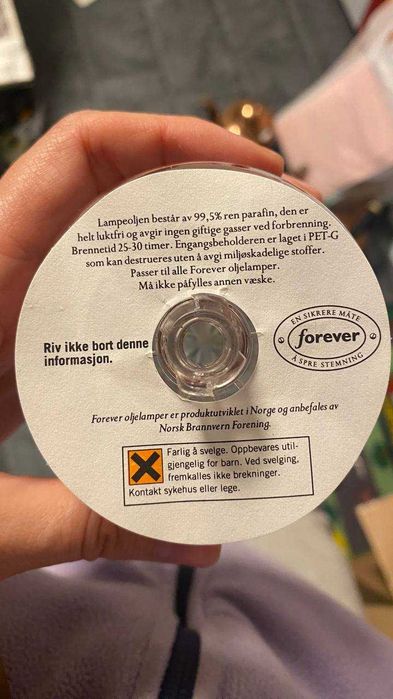 Lampeoljen består av 99,5% ren parafin, den er
helt luktfri og avgir ingen giftige gasser ved forbrenning.
Brennetid 25-30 timer. Engangsbeholderen er laget i PET-G
som kan destrueres uten å avgi miljøskadelige stoffer.
Passer til alle Forever oljelamper.
Må ikke påfylles annen væske.
Riv ikke bort denne
informasjon.
EN SIKRERE MÅTE
forever
Å SPRE STEMNING
Forever oljelamper er produktutviklet i Norge og anbefales av
Norsk Brannvern Forening.
Farlig å svelge. Oppbevares util-
gjengelig for barn. Ved svelging,
fremkalles ikke brekninger.
Kontakt sykehus eller lege.